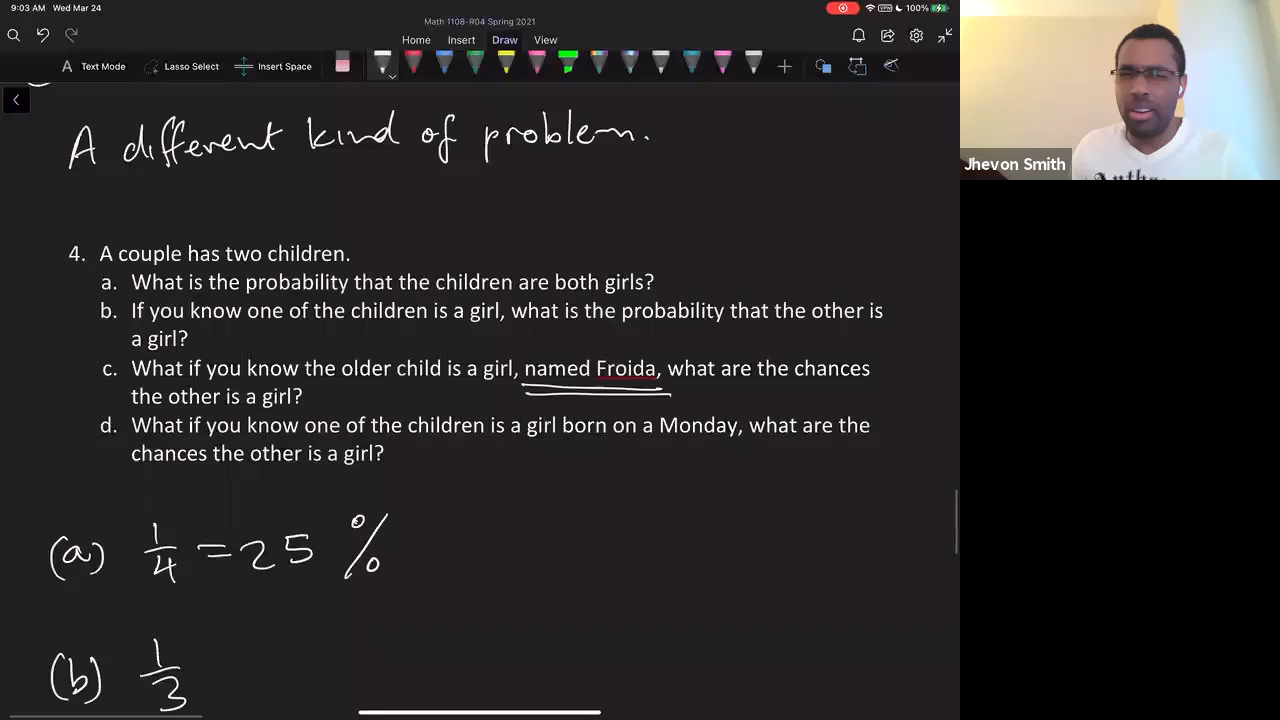 9:03 AM Wed Mar 24
VPN 100%
Math 1108-R04 Spring 2021
Home Insert Draw View
A Text Mode Lasso Select Insert Space
A different kind of problem.
4. A couple has two children.
a. What is the probability that the children are both girls?
b. If you know one of the children is a girl, what is the probability that the other is
a girl?
c. What if you know the older child is a girl, named Froida, what are the chances
the other is a girl?
d. What if you know one of the children is a girl born on a Monday, what are the
chances the other is a girl?
(a) 1/4 = 25 %
(b) 1/3
Jhevon Smith